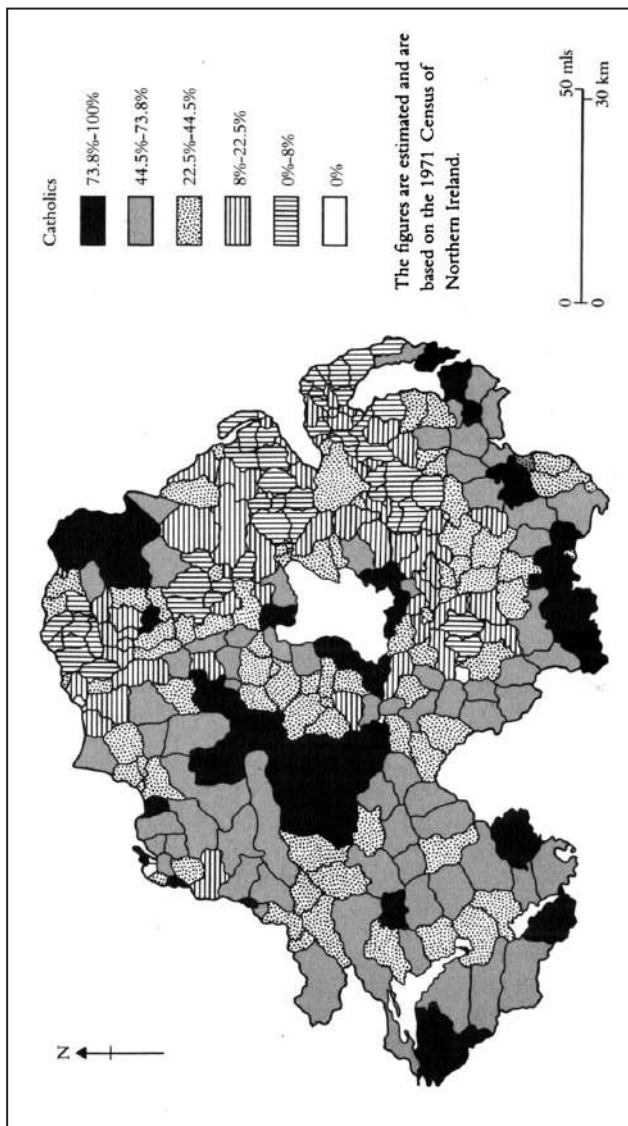 N
Catholics
73.8%–100%
44.5%–73.8%
22.5%–44.5%
8%–22.5%
0%–8%
0%
The figures are estimated and are
based on the 1971 Census of
Northern Ireland.
0 50 mls
0 30 km